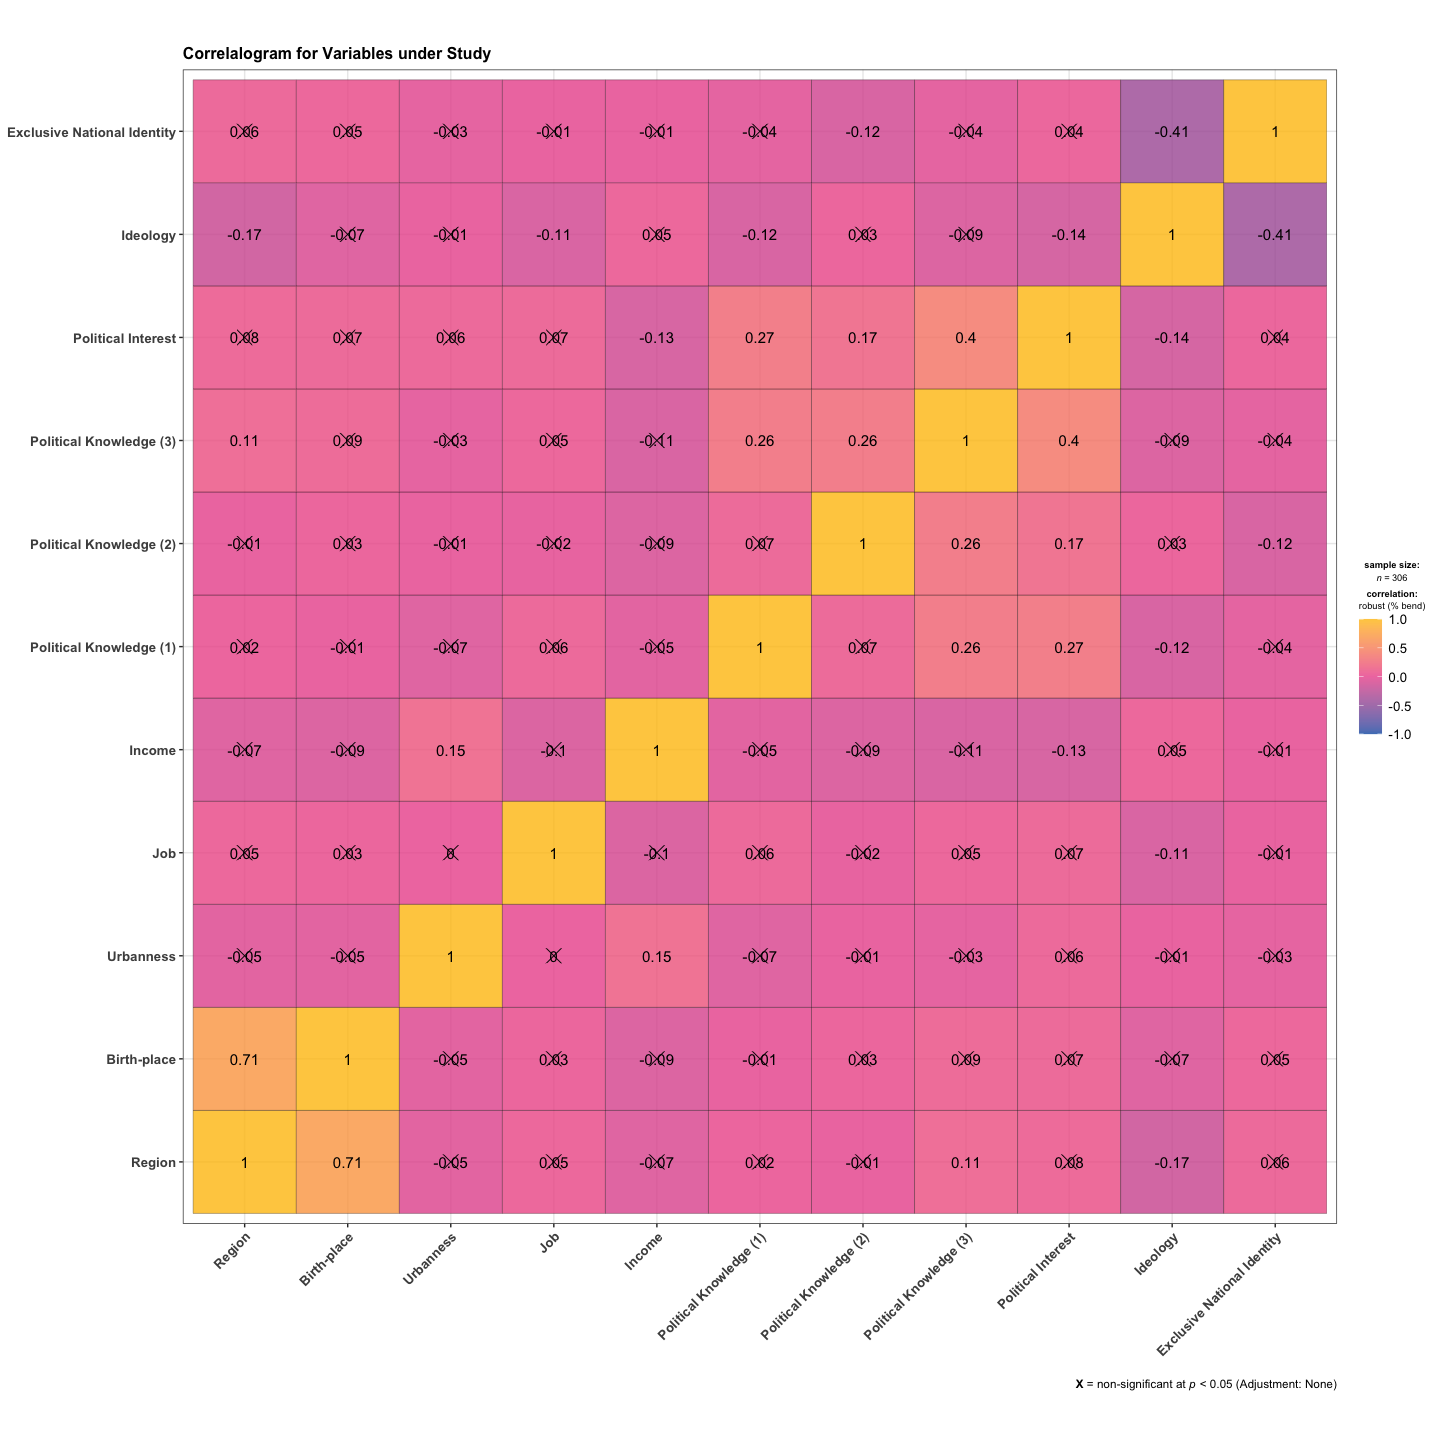 Correlalogram for Variables under Study
Exclusive National Identity 0.06 0.05 -0.03 -0.01 -0.01 -0.04 -0.12 -0.04 0.04 -0.41 1
Ideology -0.17 -0.07 -0.01 -0.11 0.05 -0.12 0.03 -0.09 -0.14 1 -0.41
Political Interest 0.08 0.07 0.06 0.07 -0.13 0.27 0.17 0.4 1 -0.14 0.04
Political Knowledge (3) 0.11 0.09 -0.03 0.05 -0.11 0.26 0.26 1 0.4 -0.09 -0.04
Political Knowledge (2) -0.01 0.03 -0.01 -0.02 -0.09 0.07 1 0.26 0.17 0.03 -0.12
Political Knowledge (1) 0.02 -0.01 -0.07 0.06 -0.05 1 0.07 0.26 0.27 -0.12 -0.04
Income -0.07 -0.09 0.15 -0.1 1 -0.05 -0.09 -0.11 -0.13 0.05 -0.01
Job 0.05 0.03 0 1 -0.1 0.06 -0.02 0.05 0.07 -0.11 -0.01
Urbanness -0.05 -0.05 1 0 0.15 -0.07 -0.01 -0.03 0.06 -0.01 -0.03
Birth-place 0.71 1 -0.05 0.03 -0.09 -0.01 0.03 0.09 0.07 -0.07 0.05
Region 1 0.71 -0.05 0.05 -0.07 0.02 -0.01 0.11 0.08 -0.17 0.06
Region
Birth-place
Urbanness
Job
Income
Political Knowledge (1)
Political Knowledge (2)
Political Knowledge (3)
Political Interest
Ideology
Exclusive National Identity
sample size:
n = 306
correlation:
robust (% bend)
1.0
0.5
0.0
-0.5
-1.0
X = non-significant at p < 0.05 (Adjustment: None)